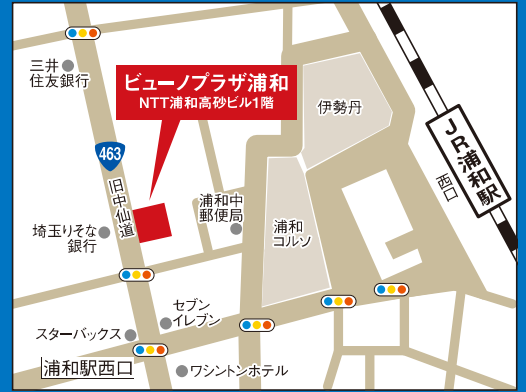 三井
住友銀行
ビューノプラザ浦和
NTT浦和高砂ビル1階
伊勢丹
JR浦和駅
西口
463
旧中仙道
浦和中
郵便局
埼玉りそな
銀行
浦和
コルソ
セブン
イレブン
スターバックス
浦和駅西口
ワシントンホテル